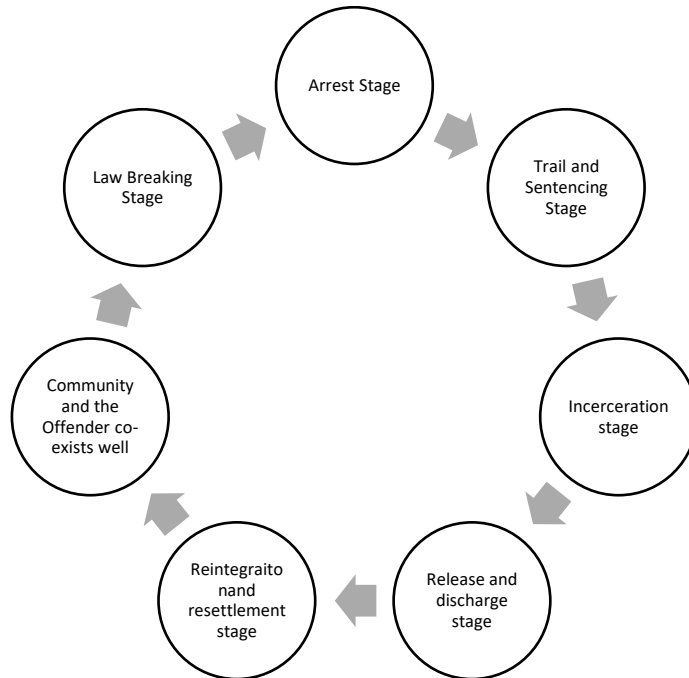 Arrest Stage
Trail and
Sentencing
Stage
Incerceration
stage
Release and
discharge
stage
Reintegraito
nand
resettlement
stage
Community
and the
Offender co-
exists well
Law Breaking
Stage